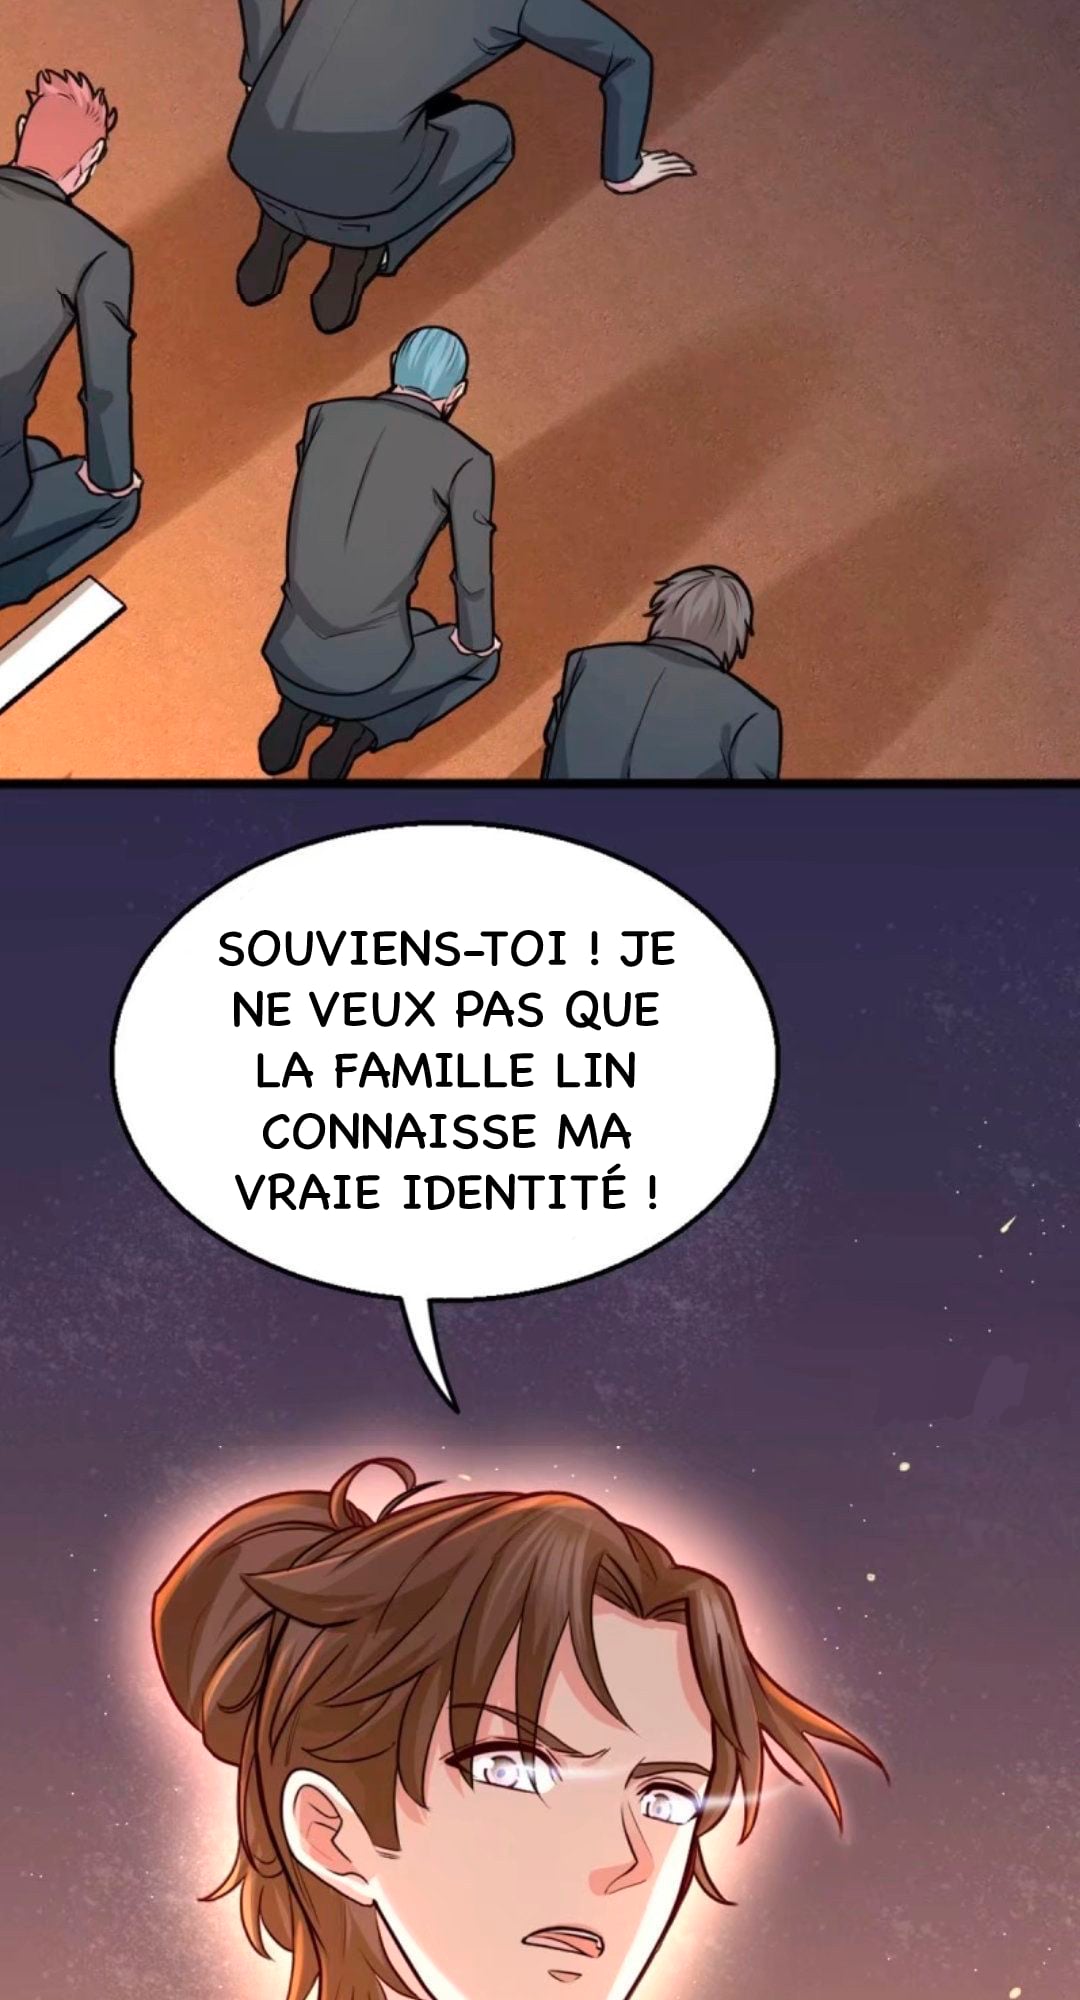 SOUVIENS-TOI ! JE
NE VEUX PAS QUE
LA FAMILLE LIN
CONNAISSE MA
VRAIE IDENTITÉ !